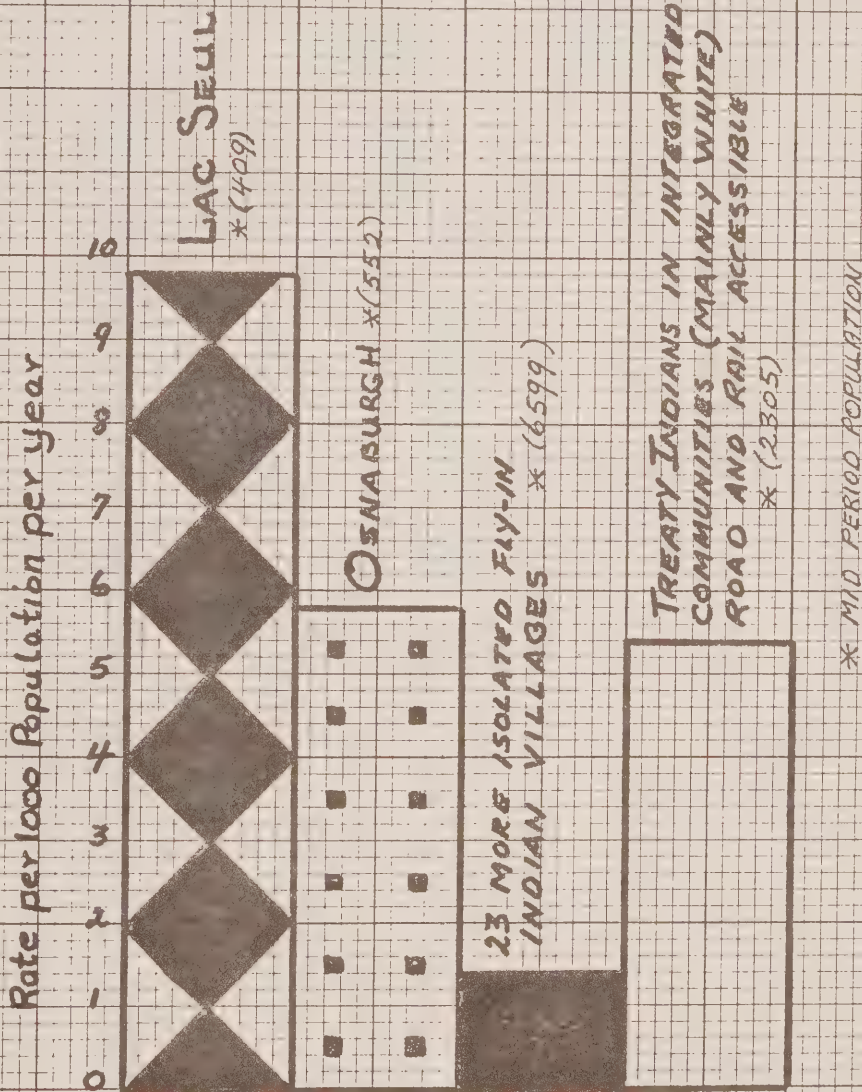 Rate per 1000 Population per year
0 1 2 3 4 5 6 7 8 9 10
LAC SEUL
*(409)
OSNABURGH *(552)
23 MORE ISOLATED FLY-IN
INDIAN VILLAGES *(6599)
TREATY INDIANS IN INTEGRATED
COMMUNITIES (MAINLY WHITE)
ROAD AND RAIL ACCESSIBLE
*(2305)
* MID PERIOD POPULATION